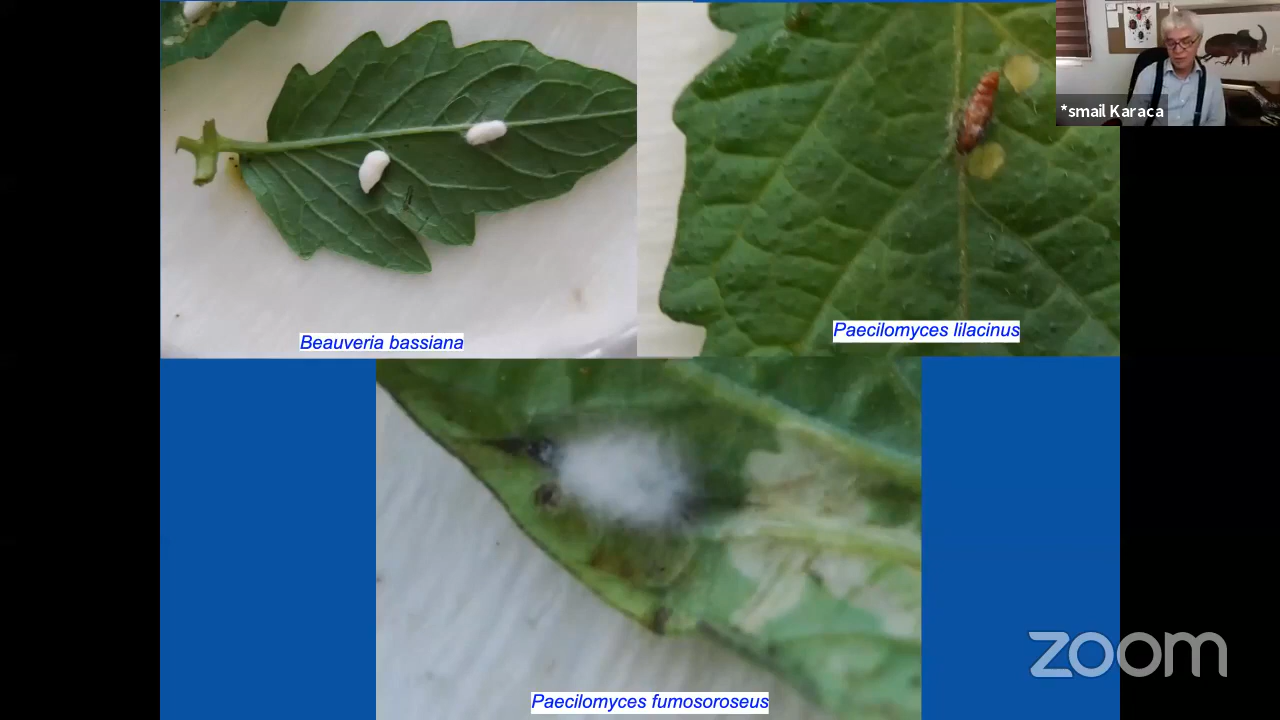 *smail Karaca
Beauveria bassiana
Paecilomyces lilacinus
Paecilomyces fumosoroseus
zoom